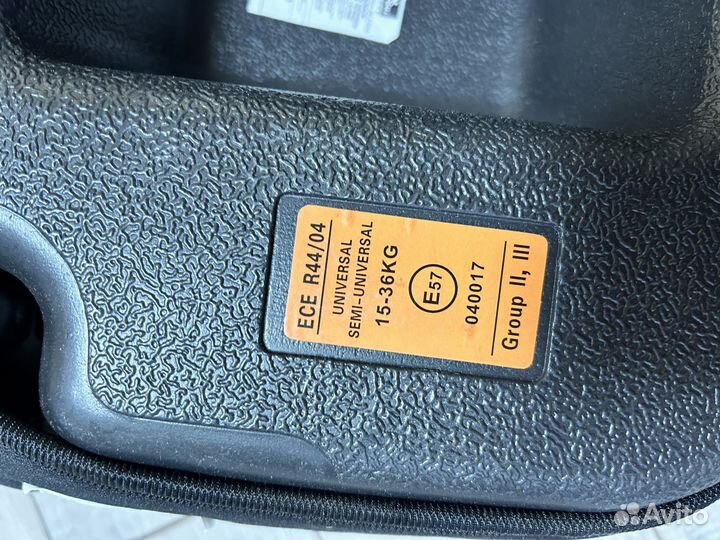 ECE R44/04
UNIVERSAL
SEMI-UNIVERSAL
15-36KG
E57
040017
Group II, III
Avito